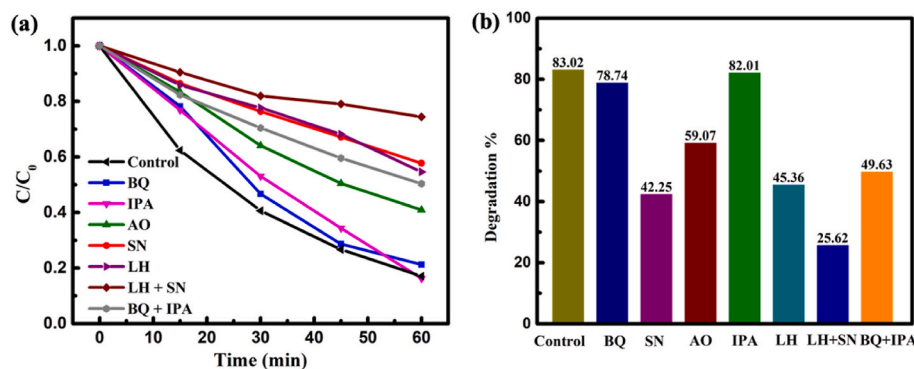 (a)
C/C0
1.0
0.8
0.6
0.4
0.2
0.0
Control
BQ
IPA
AO
SN
LH
LH + SN
BQ + IPA
0 10 20 30 40 50 60
Time (min)
(b)
Degradation %
100
80
60
40
20
0
83.02
78.74
42.25
59.07
82.01
45.36
25.62
49.63
Control BQ SN AO IPA LH LH+SN BQ+IPA